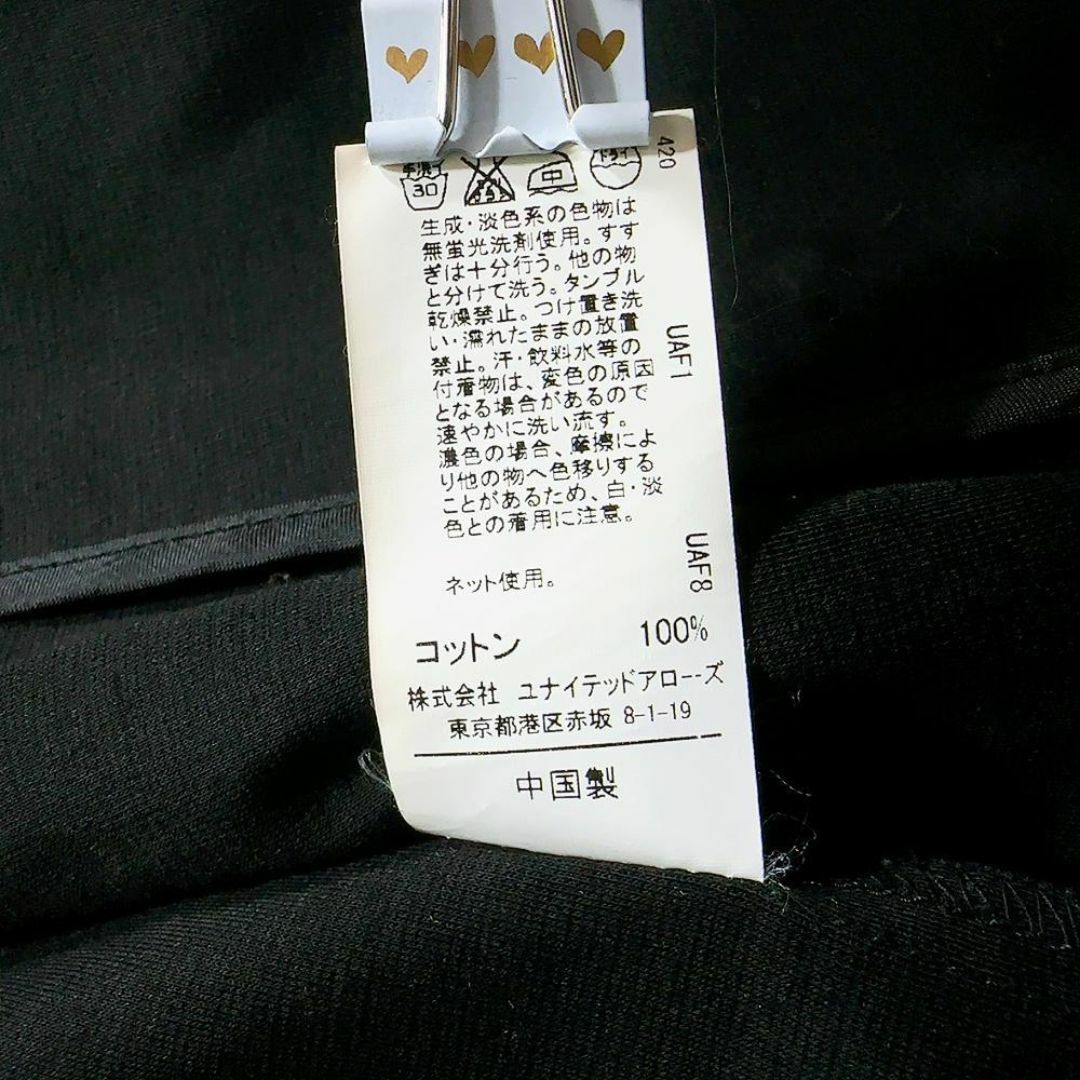 手洗イ
30
中
ドライ
420
生成・淡色系の色物は
無蛍光洗剤使用。すす
ぎは十分行う。他の物
と分けて洗う。タンブル
乾燥禁止。つけ置き洗
い・濡れたままの放置
禁止。汗・飲料水等の
付着物は、変色の原因
となる場合があるので
速やかに洗い流す。
濃色の場合、摩擦によ
り他の物へ色移りする
ことがあるため、白・淡
色との着用に注意。
UAF1
UAF8
ネット使用。
コットン 100%
株式会社 ユナイテッドアローズ
東京都港区赤坂 8-1-19
中国製